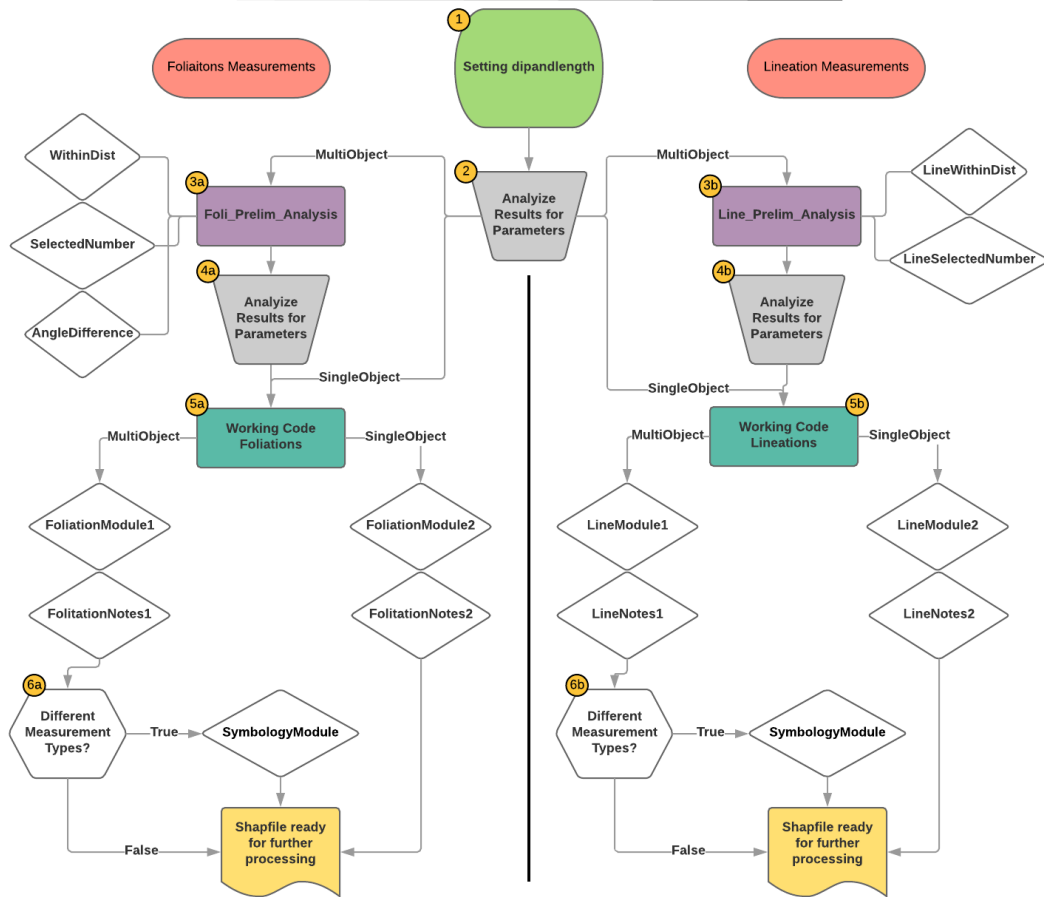 1
Setting dipandlength
Foliaitons Measurements
Lineation Measurements
MultiObject
MultiObject
2
Analyize
Results for
Parameters
WithinDist
SelectedNumber
AngleDifference
3a
Foli_Prelim_Analysis
4a
Analyize
Results for
Parameters
SingleObject
3b
Line_Prelim_Analysis
LineWithinDist
LineSelectedNumber
4b
Analyize
Results for
Parameters
SingleObject
5a
Working Code
Foliations
MultiObject
SingleObject
FoliationModule1
FolitationNotes1
FoliationModule2
FolitationNotes2
6a
Different
Measurement
Types?
True
SymbologyModule
False
Shapfile ready
for further
processing
5b
Working Code
Lineations
MultiObject
SingleObject
LineModule1
LineNotes1
LineModule2
LineNotes2
6b
Different
Measurement
Types?
True
SymbologyModule
False
Shapfile ready
for further
processing